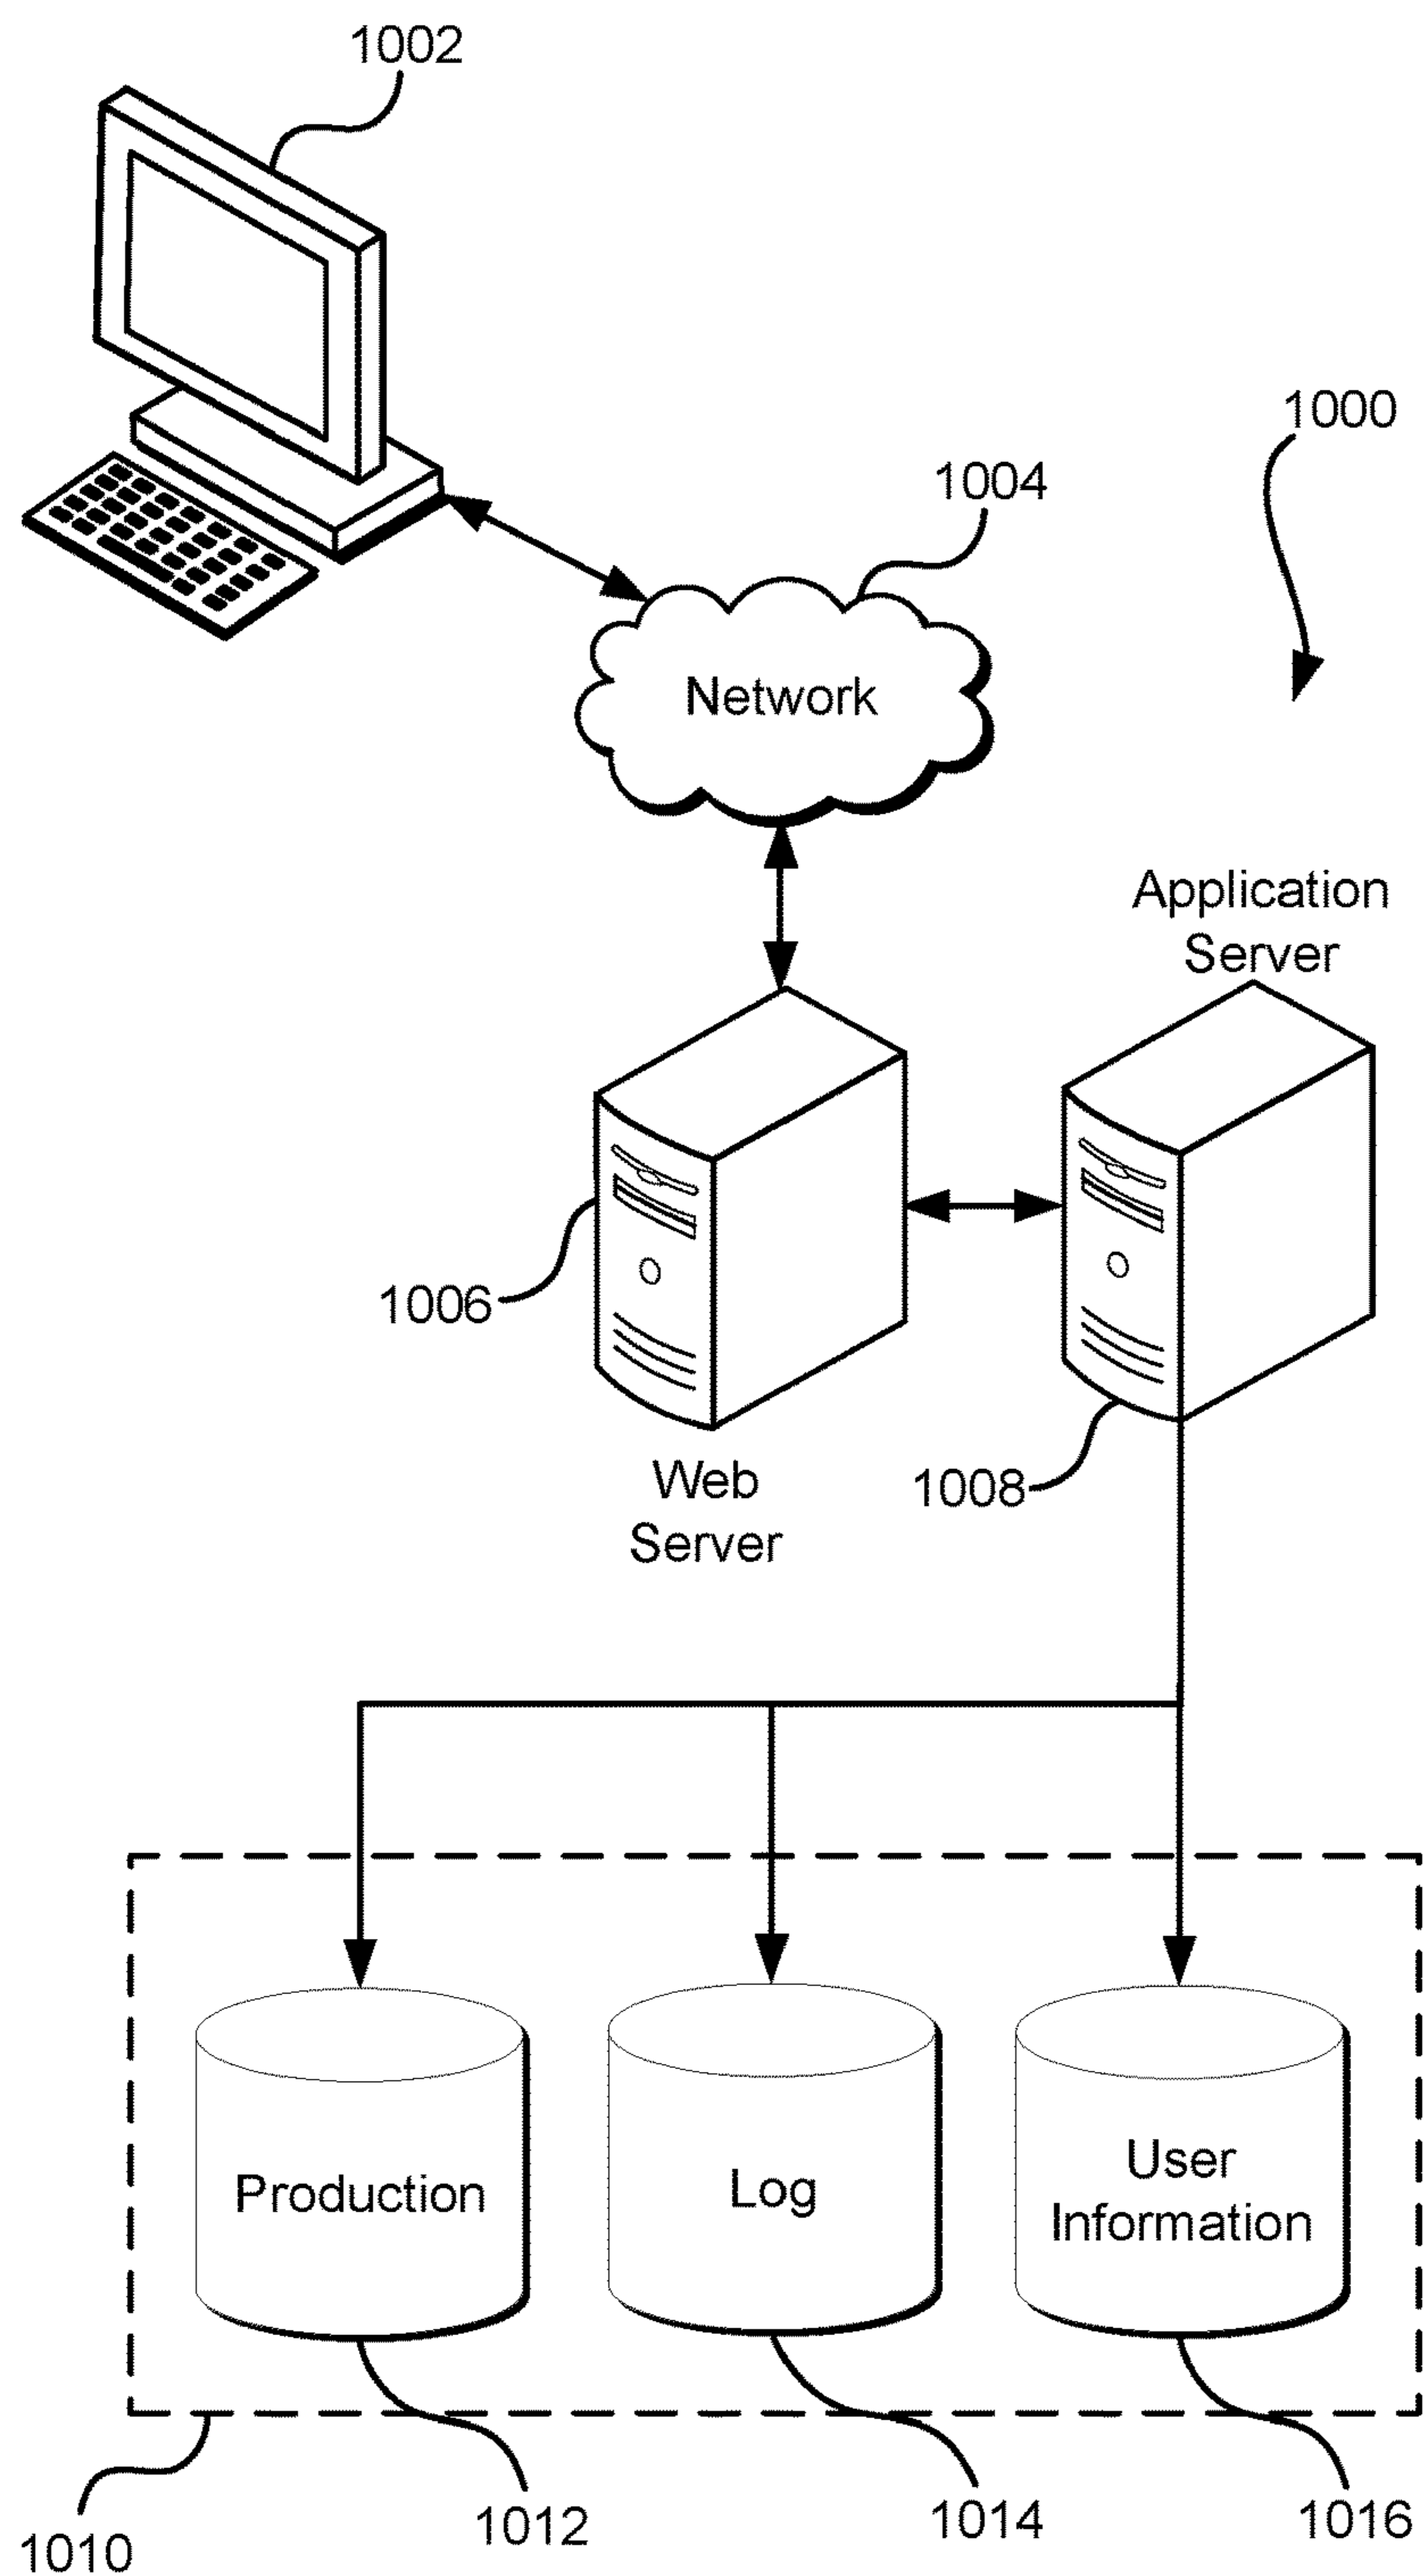 1002
1000
1004
Network
Application
Server
1006
Web
Server
1008
Production
Log
User
Information
1010
1012
1014
1016